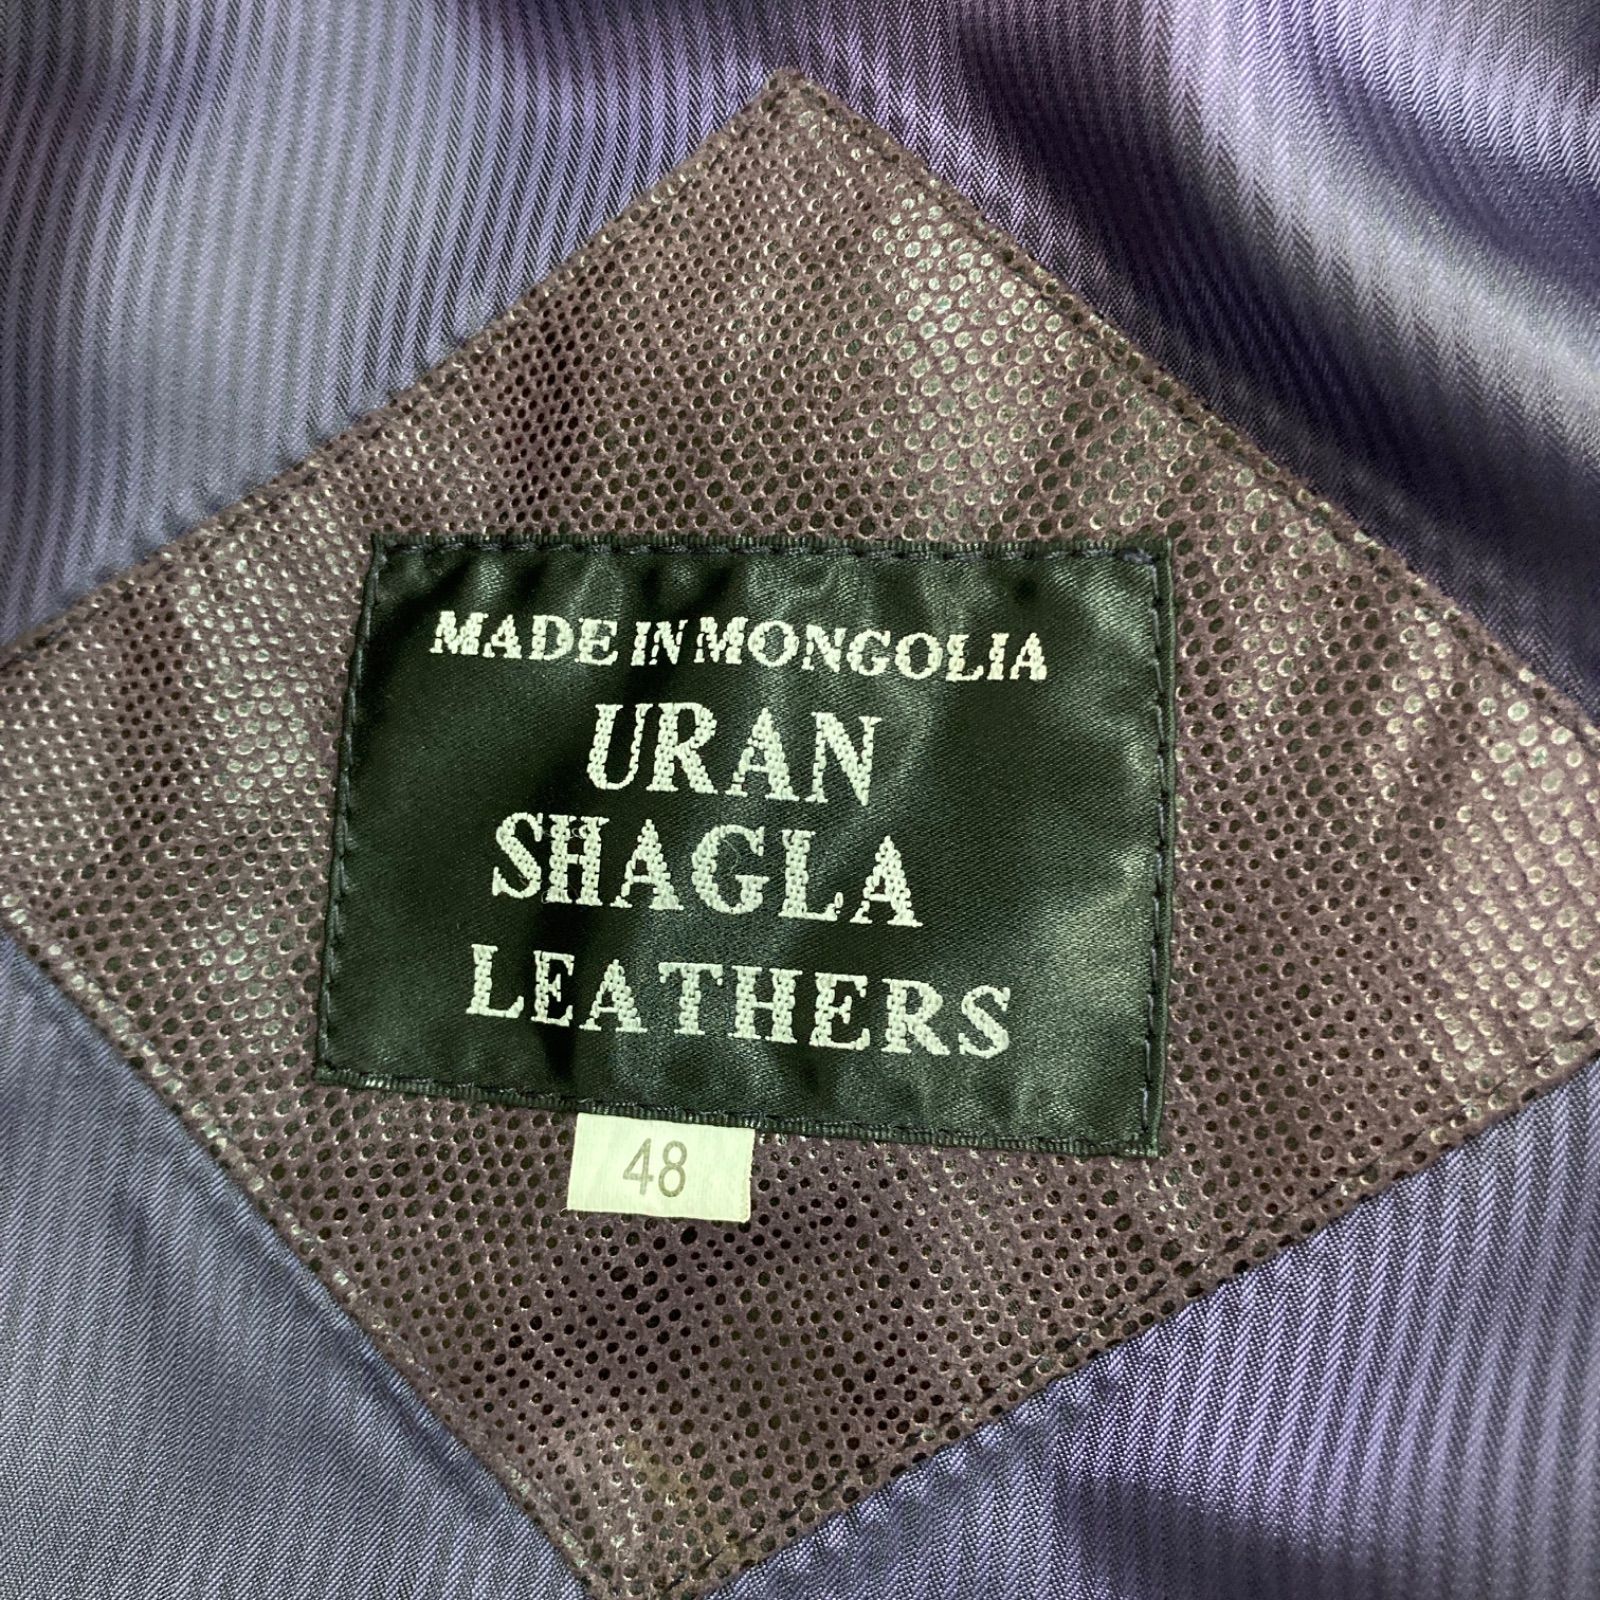 MADE IN MONGOLIA
URAN
SHAGLA
LEATHERS
48